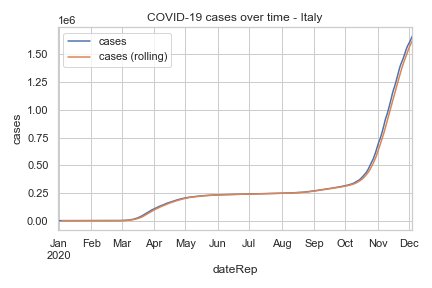 COVID-19 cases over time - Italy
1e6
cases
cases (rolling)
1.50
1.25
1.00
0.75
0.50
0.25
0.00
cases
Jan Feb Mar Apr May Jun Jul Aug Sep Oct Nov Dec
2020
dateRep